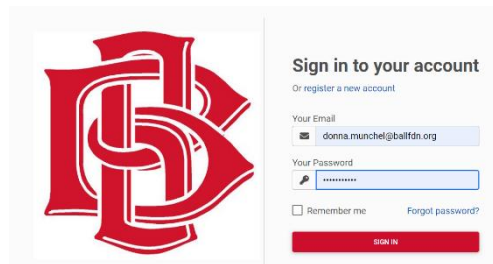 Sign in to your account
Or register a new account
Your Email
donna.munchel@ballfdn.org
Your Password
•••••••••••
Remember me Forgot password?
SIGN IN